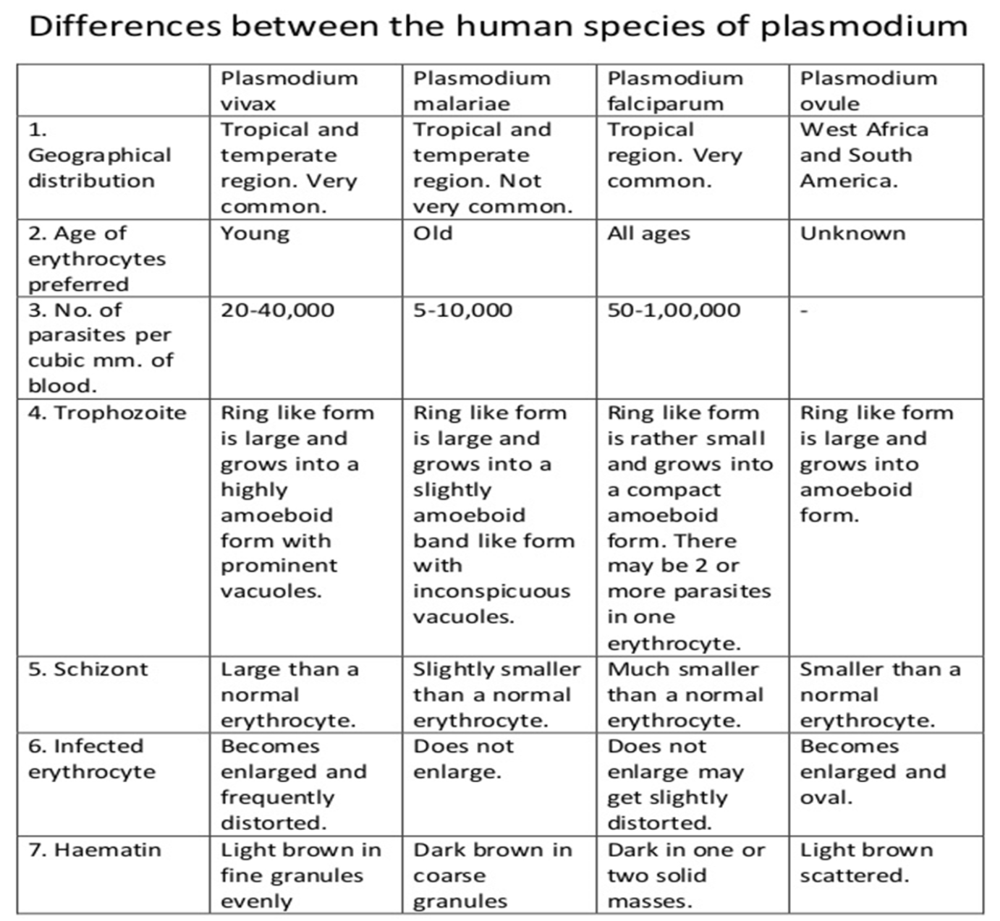 Differences between the human species of plasmodium
Plasmodium
vivax
Plasmodium
malariae
Plasmodium
falciparum
Plasmodium
ovule
1.
Geographical
distribution
Tropical and
temperate
region. Very
common.
Tropical and
temperate
region. Not
very common.
Tropical
region. Very
common.
West Africa
and South
America.
2. Age of
erythrocytes
preferred
Young
Old
All ages
Unknown
3. No. of
parasites per
cubic mm. of
blood.
20-40,000
5-10,000
50-1,00,000
-
4. Trophozoite
Ring like form
is large and
grows into a
highly
amoeboid
form with
prominent
vacuoles.
Ring like form
is large and
grows into a
slightly
amoeboid
band like form
with
inconspicuous
vacuoles.
Ring like form
is rather small
and grows into
a compact
amoeboid
form. There
may be 2 or
more parasites
in one
erythrocyte.
Ring like form
is large and
grows into
amoeboid
form.
5. Schizont
Large than a
normal
erythrocyte.
Slightly smaller
than a normal
erythrocyte.
Much smaller
than a normal
erythrocyte.
Smaller than a
normal
erythrocyte.
6. Infected
erythrocyte
Becomes
enlarged and
frequently
distorted.
Does not
enlarge.
Does not
enlarge may
get slightly
distorted.
Becomes
enlarged and
oval.
7. Haematin
Light brown in
fine granules
evenly
Dark brown in
coarse
granules
Dark in one or
two solid
masses.
Light brown
scattered.